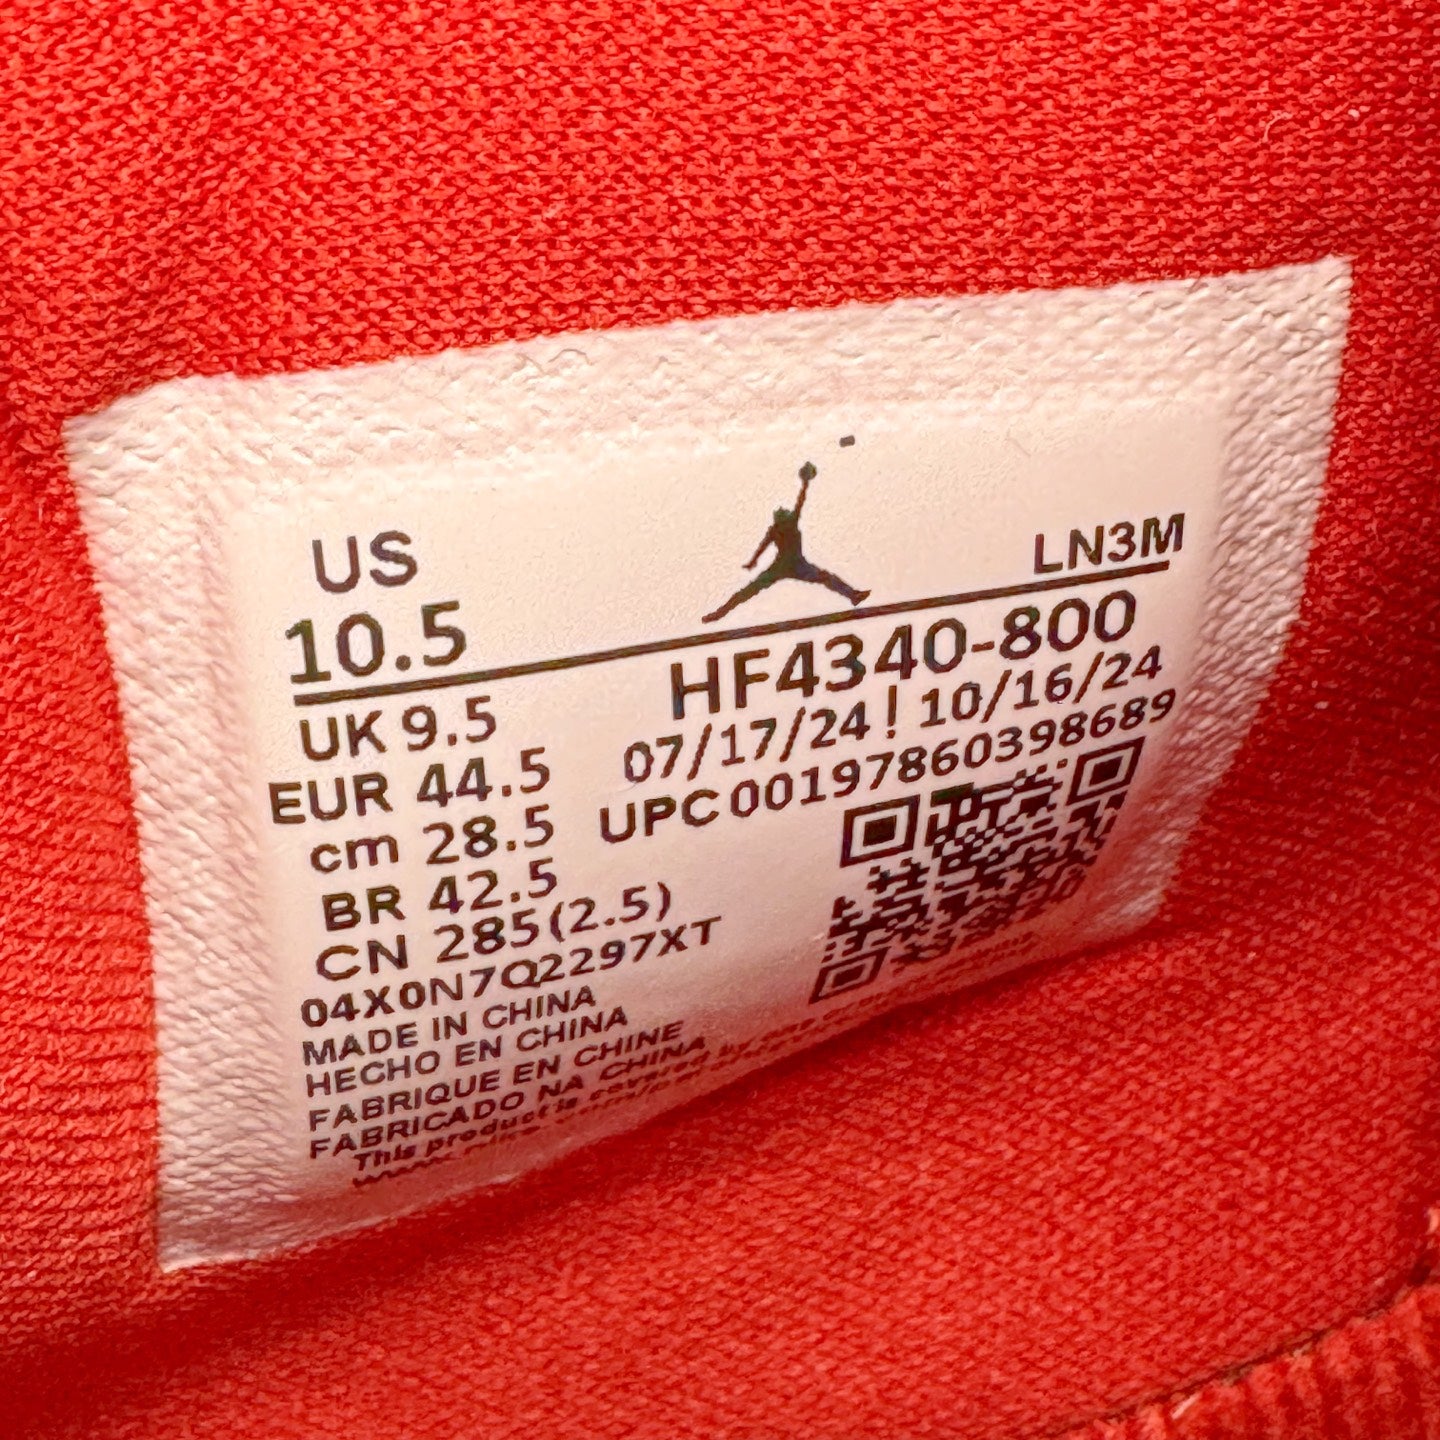 US
10.5
LN3M
UK 9.5
EUR 44.5
cm 28.5
BR 42.5
CN 285(2.5)
HF4340-800
07/17/24 ! 10/16/24
UPC 00197860398689
04X0N7Q2297XT
MADE IN CHINA
HECHO EN CHINA
FABRIQUE EN CHINE
FABRICADO NA CHINA
This product is covered by